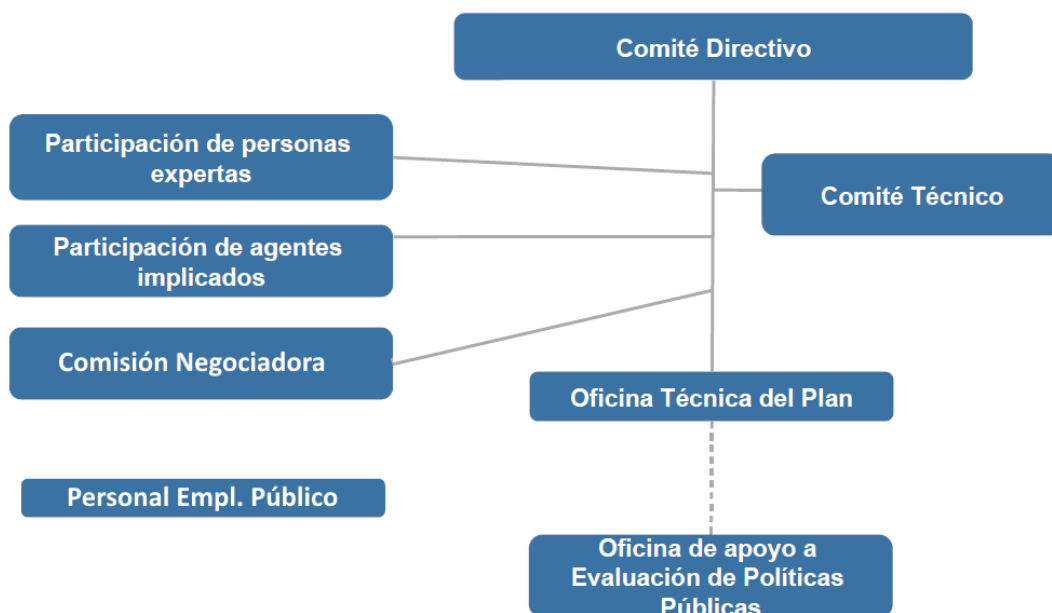 Comité Directivo
Participación de personas
expertas
Comité Técnico
Participación de agentes
implicados
Comisión Negociadora
Oficina Técnica del Plan
Personal Empl. Público
Oficina de apoyo a
Evaluación de Políticas
Públicas